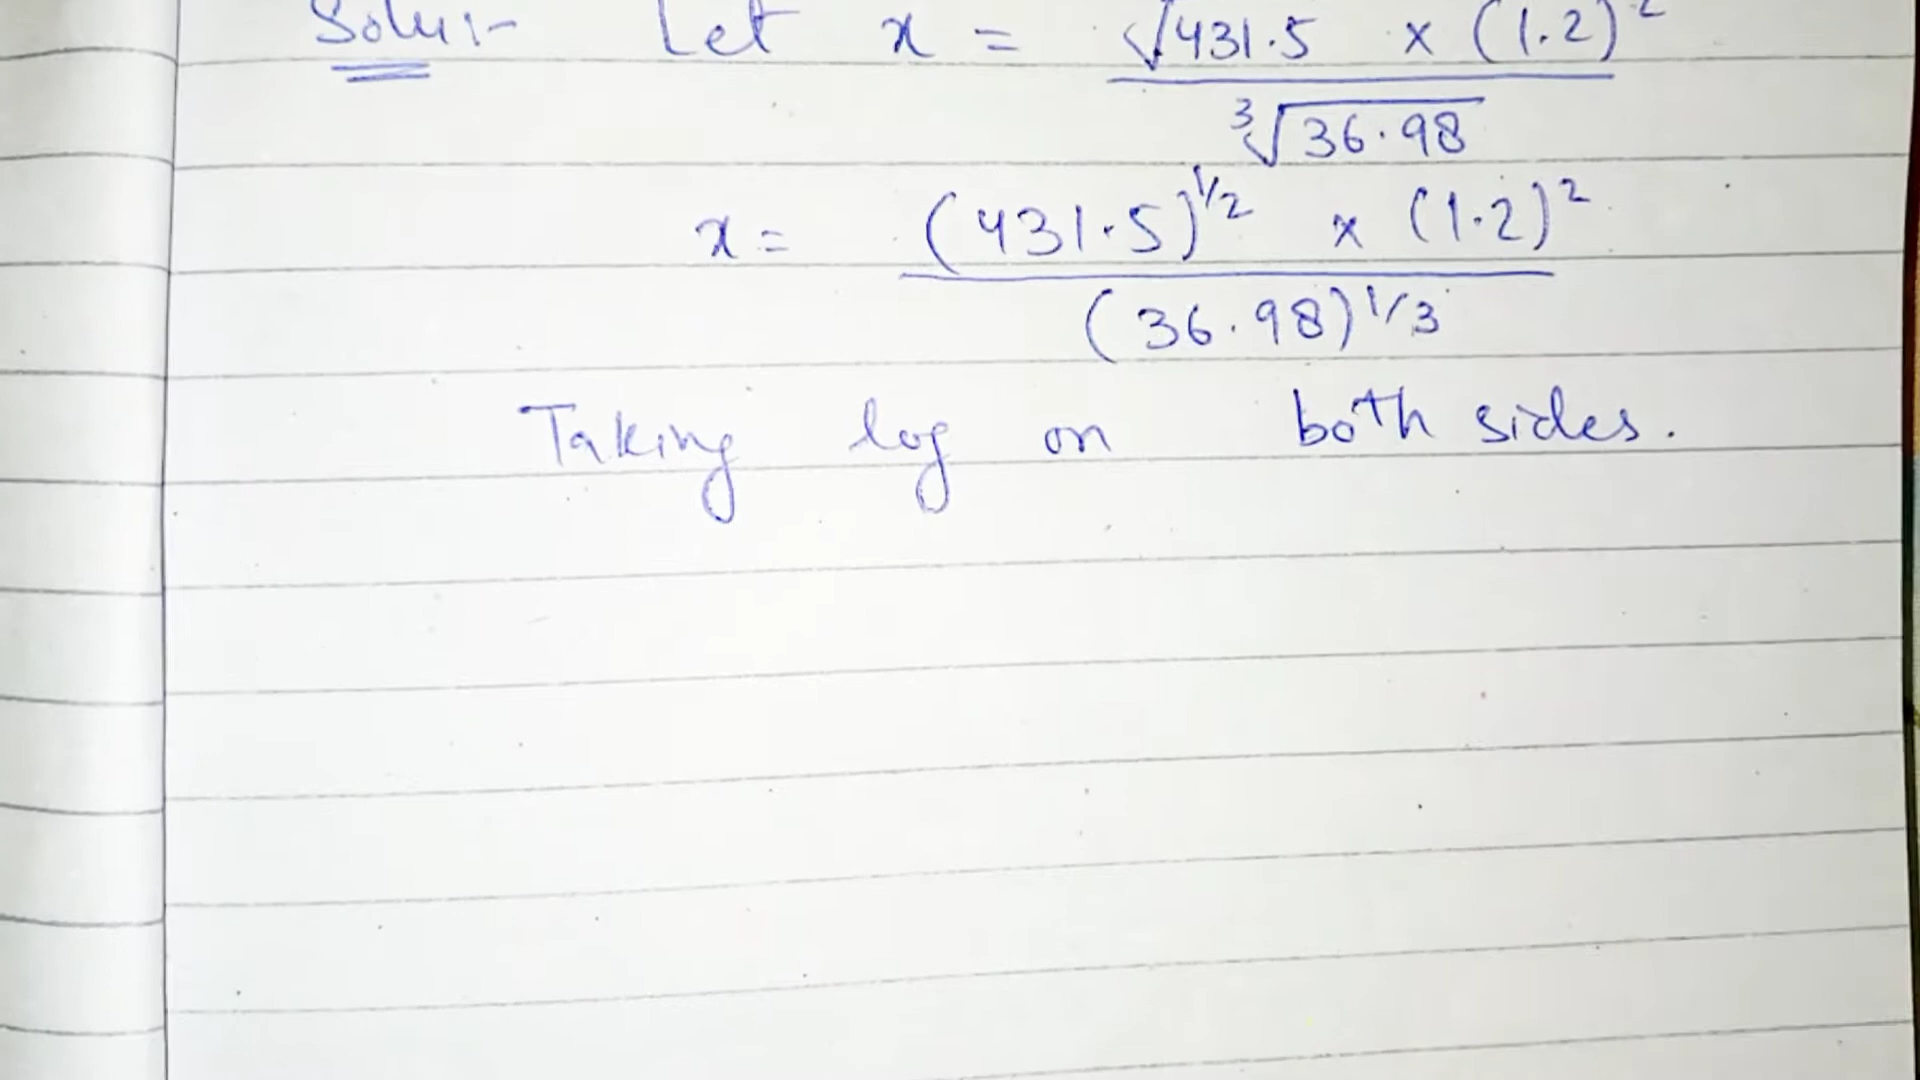 Solu:- Let x = √431.5 x (1.2)²
∛36.98
x = (431.5)^1/2 x (1.2)²
(36.98)^1/3
Taking log on both sides.